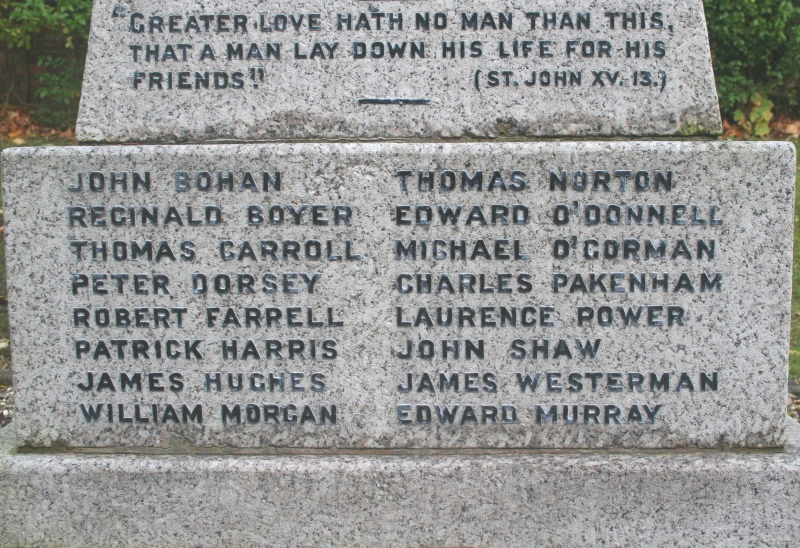 "GREATER LOVE HATH NO MAN THAN THIS,
THAT A MAN LAY DOWN HIS LIFE FOR HIS
FRIENDS". (ST. JOHN XV. 13.)
JOHN BOHAN
REGINALD BOYER
THOMAS CARROLL
PETER DORSEY
ROBERT FARRELL
PATRICK HARRIS
JAMES HUGHES
WILLIAM MORGAN
THOMAS NORTON
EDWARD O'DONNELL
MICHAEL O'GORMAN
CHARLES PAKENHAM
LAURENCE POWER
JOHN SHAW
JAMES WESTERMAN
EDWARD MURRAY